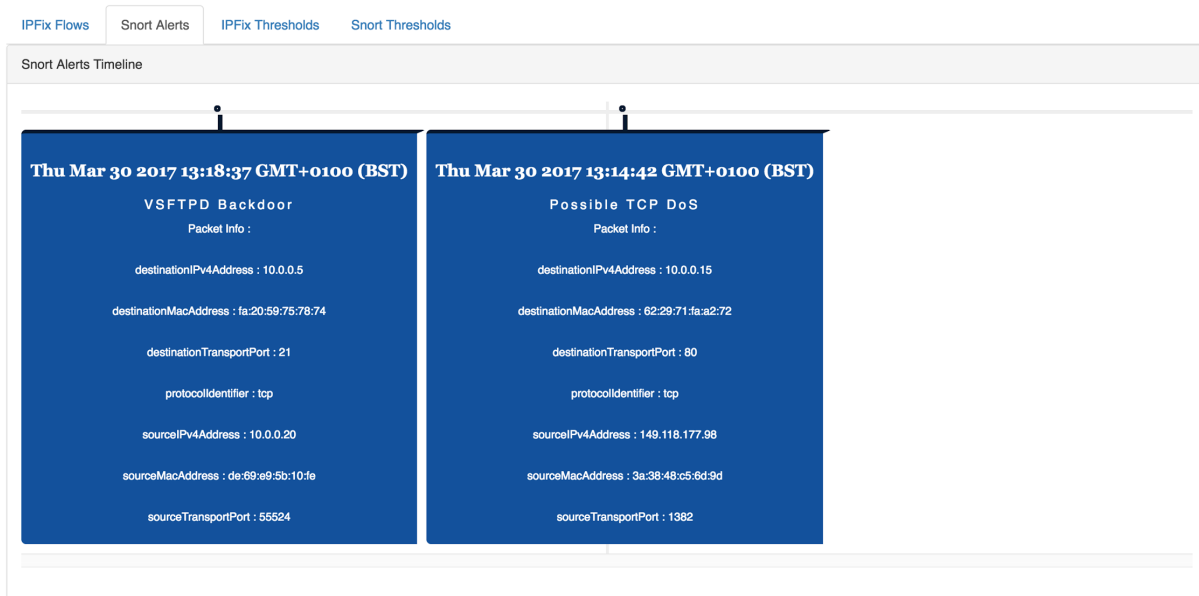 IPFix Flows
Snort Alerts
IPFix Thresholds
Snort Thresholds
Snort Alerts Timeline
Thu Mar 30 2017 13:18:37 GMT+0100 (BST)
VSFTPD Backdoor
Packet Info :
destinationIPv4Address : 10.0.0.5
destinationMacAddress : fa:20:59:75:78:74
destinationTransportPort : 21
protocolIdentifier : tcp
sourceIPv4Address : 10.0.0.20
sourceMacAddress : de:69:e9:5b:10:fe
sourceTransportPort : 55524
Thu Mar 30 2017 13:14:42 GMT+0100 (BST)
Possible TCP DoS
Packet Info :
destinationIPv4Address : 10.0.0.15
destinationMacAddress : 62:29:71:fa:a2:72
destinationTransportPort : 80
protocolIdentifier : tcp
sourceIPv4Address : 149.118.177.98
sourceMacAddress : 3a:38:48:c5:6d:9d
sourceTransportPort : 1382